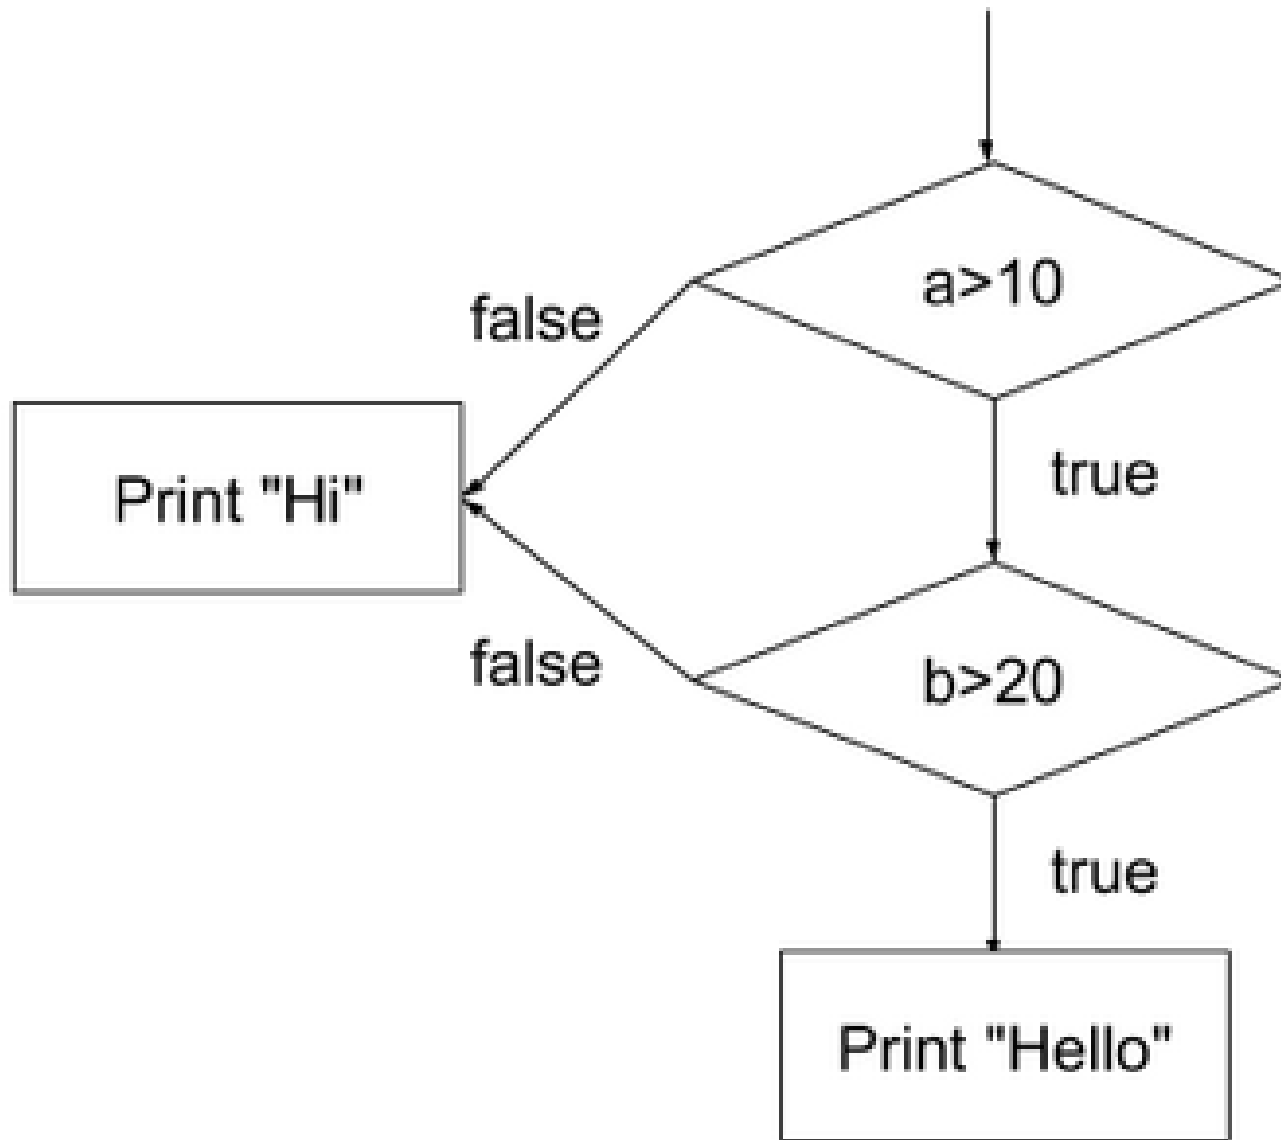 a>10
false
true
Print "Hi"
false
b>20
true
Print "Hello"